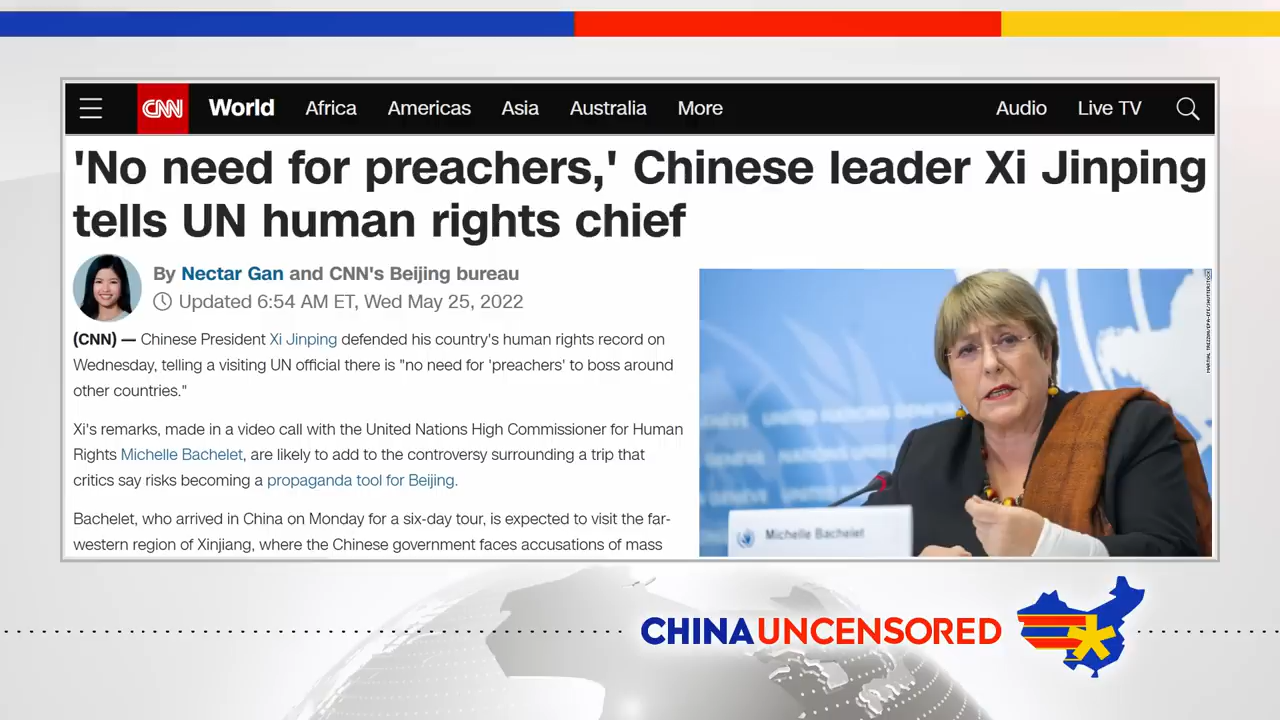 CNN World Africa Americas Asia Australia More Audio Live TV
'No need for preachers,' Chinese leader Xi Jinping
tells UN human rights chief
By Nectar Gan and CNN's Beijing bureau
Updated 6:54 AM ET, Wed May 25, 2022
(CNN) — Chinese President Xi Jinping defended his country's human rights record on
Wednesday, telling a visiting UN official there is "no need for 'preachers' to boss around
other countries."
Xi's remarks, made in a video call with the United Nations High Commissioner for Human
Rights Michelle Bachelet, are likely to add to the controversy surrounding a trip that
critics say risks becoming a propaganda tool for Beijing.
Bachelet, who arrived in China on Monday for a six-day tour, is expected to visit the far-
western region of Xinjiang, where the Chinese government faces accusations of mass
UNITED NATIONS GENEVA
Michelle Bachelet
CHINA UNCENSORED